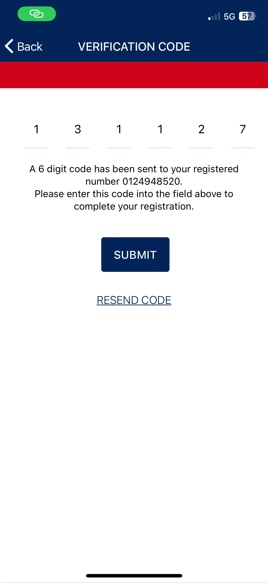 5G 57
Back
VERIFICATION CODE
1 3 1 1 2 7
A 6 digit code has been sent to your registered
number 0124948520.
Please enter this code into the field above to
complete your registration.
SUBMIT
RESEND CODE